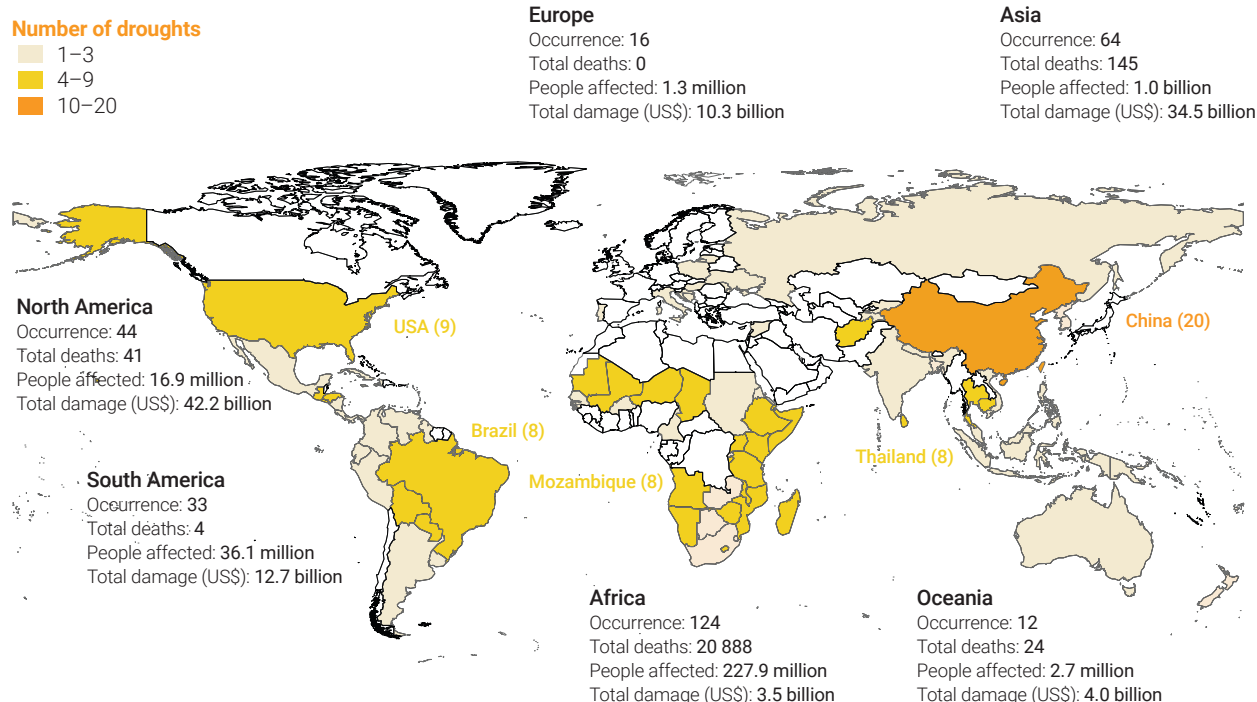 Number of droughts
1–3
4–9
10–20
Europe
Occurrence: 16
Total deaths: 0
People affected: 1.3 million
Total damage (US$): 10.3 billion
Asia
Occurrence: 64
Total deaths: 145
People affected: 1.0 billion
Total damage (US$): 34.5 billion
North America
Occurrence: 44
Total deaths: 41
People affected: 16.9 million
Total damage (US$): 42.2 billion
USA (9)
China (20)
Brazil (8)
Mozambique (8)
Thailand (8)
South America
Occurrence: 33
Total deaths: 4
People affected: 36.1 million
Total damage (US$): 12.7 billion
Africa
Occurrence: 124
Total deaths: 20 888
People affected: 227.9 million
Total damage (US$): 3.5 billion
Oceania
Occurrence: 12
Total deaths: 24
People affected: 2.7 million
Total damage (US$): 4.0 billion